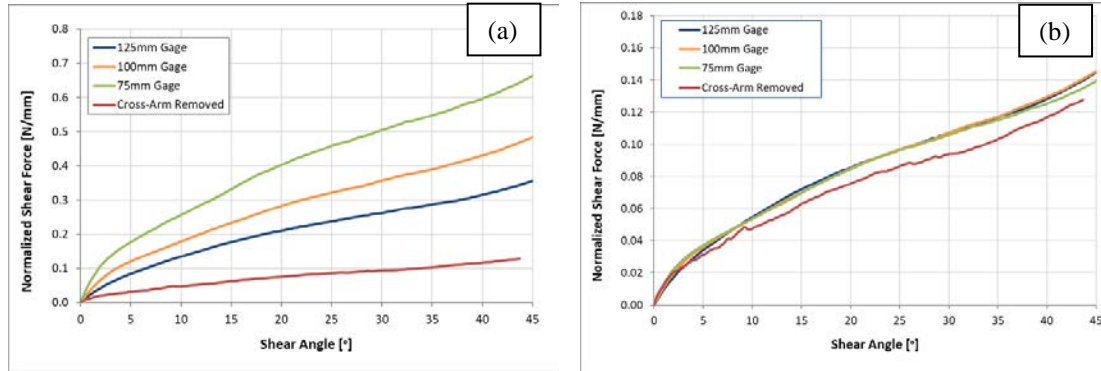 (a)
0.8
0.7
0.6
0.5
0.4
0.3
0.2
0.1
0.0
Normalized Shear Force [N/mm]
125mm Gage
100mm Gage
75mm Gage
Cross-Arm Removed
0 5 10 15 20 25 30 35 40 45
Shear Angle [°]
(b)
0.18
0.16
0.14
0.12
0.10
0.08
0.06
0.04
0.02
0.00
Normalized Shear Force [N/mm]
125mm Gage
100mm Gage
75mm Gage
Cross-Arm Removed
0 5 10 15 20 25 30 35 40 45
Shear Angle [°]